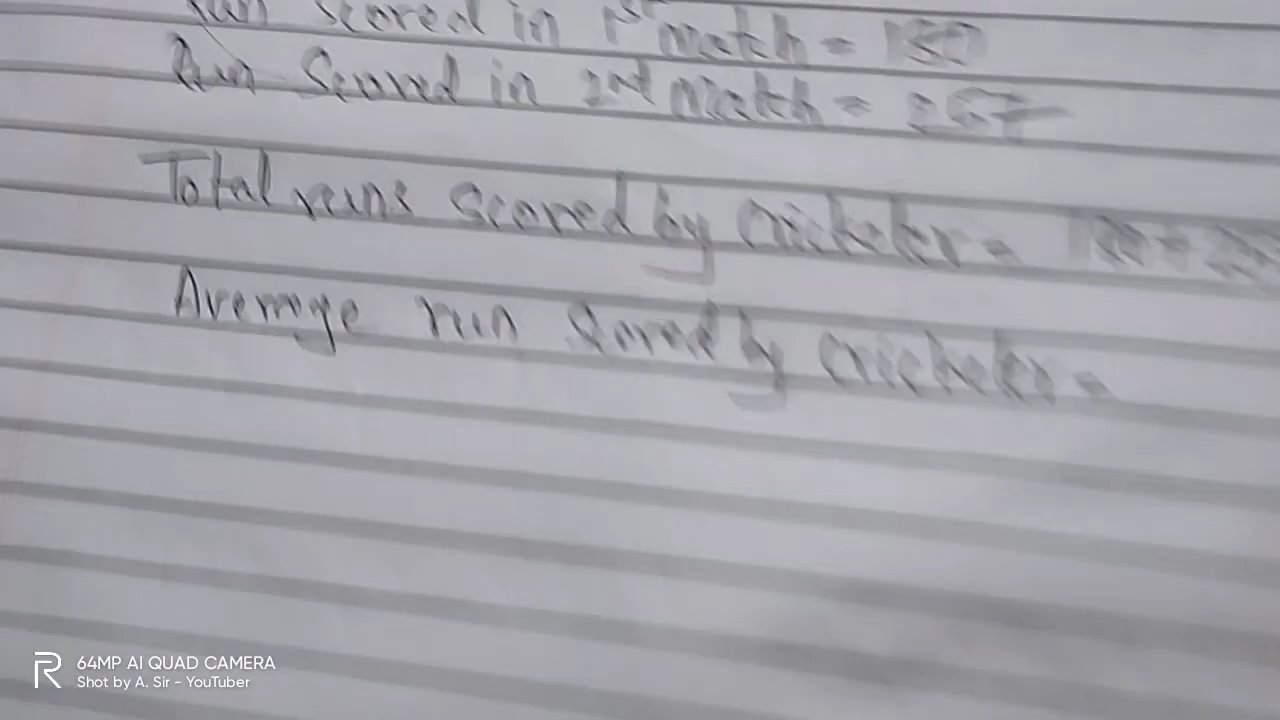 Run scored in 1st match = 150
Run Scored in 2nd match = 267
Total runs scored by cricketer =
Average run scored by cricketer =
64MP AI QUAD CAMERA
Shot by A. Sir - YouTuber